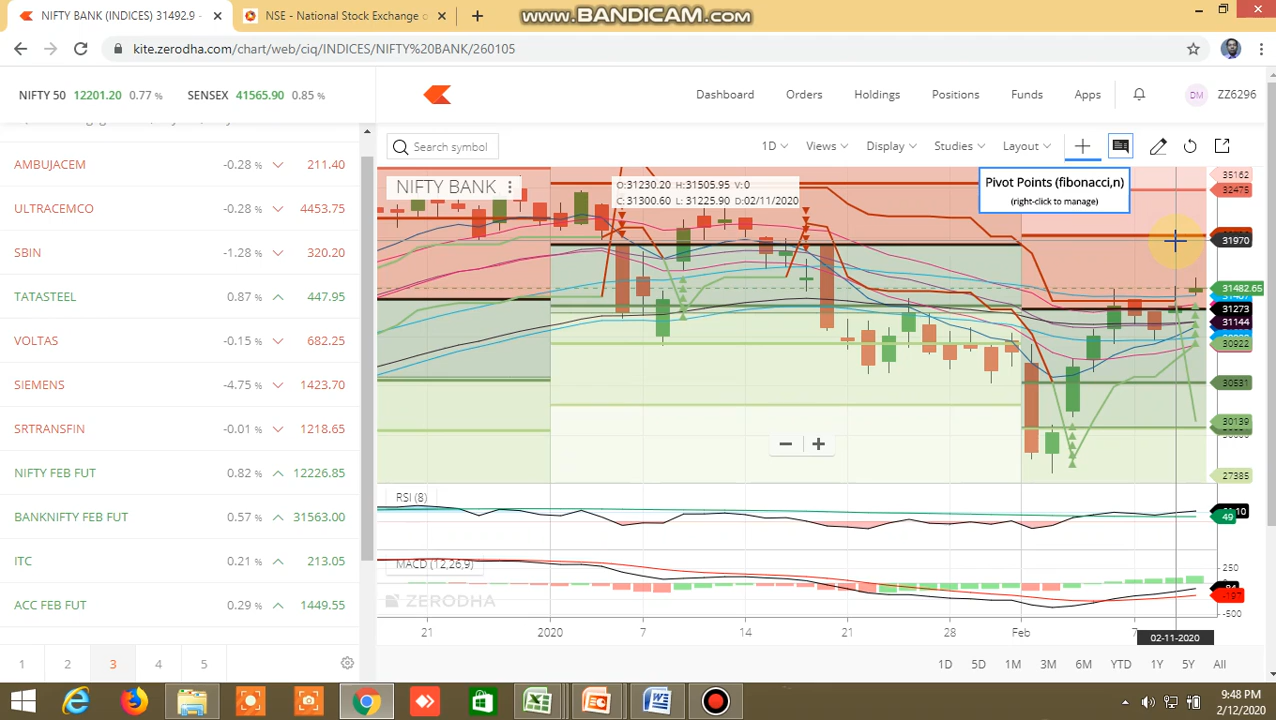 NIFTY BANK (INDICES) 31492.9 -
NSE - National Stock Exchange o
www.BANDICAM.com
kite.zerodha.com/chart/web/ciq/INDICES/NIFTY%20BANK/260105
NIFTY 50 12201.20 0.77 % SENSEX 41565.90 0.85 %
Dashboard Orders Holdings Positions Funds Apps DM ZZ6296
AMBUJACEM -0.28 % 211.40
ULTRACEMCO -0.28 % 4453.75
SBIN -1.28 % 320.20
TATASTEEL 0.87 % 447.95
VOLTAS -0.15 % 682.25
SIEMENS -4.75 % 1423.70
SRTRANSFIN -0.01 % 1218.65
NIFTY FEB FUT 0.82 % 12226.85
BANKNIFTY FEB FUT 0.57 % 31563.00
ITC 0.21 % 213.05
ACC FEB FUT 0.29 % 1449.55
1 2 3 4 5
Search symbol 1D Views Display Studies Layout
NIFTY BANK
O:31230.20 H:31505.95 V:0
C: 31300.60 L: 31225.90 D:02/11/2020
Pivot Points (fibonacci,n)
(right-click to manage)
35162
32475
31970
31482.65
31273
31144
30922
30531
30139
27385
RSI (8)
49
MACD (12,26,9)
250
-197
-500
ZERODHA
21 2020 7 14 21 28 Feb 7 02-11-2020
1D 5D 1M 3M 6M YTD 1Y 5Y All
9:48 PM
2/12/2020